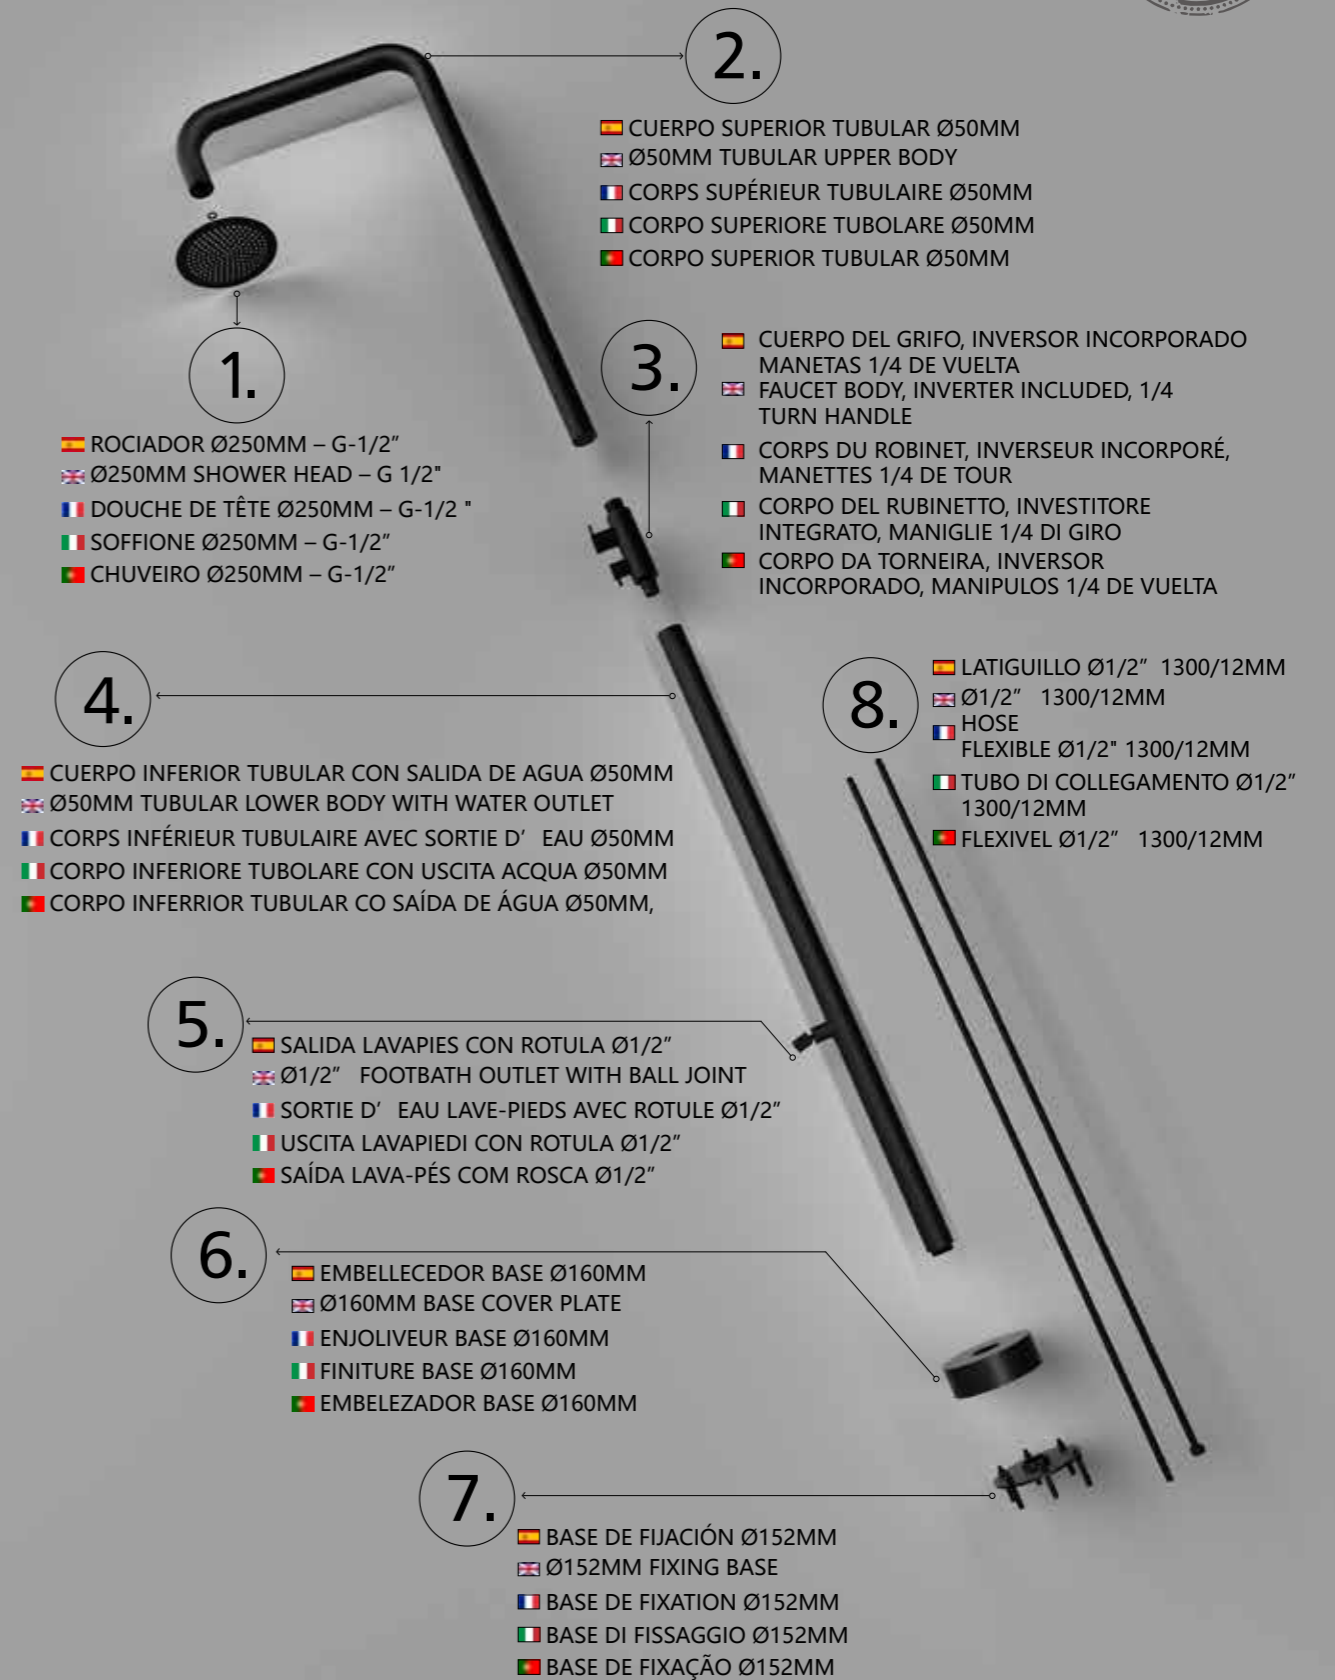 2.
CUERPO SUPERIOR TUBULAR Ø50MM
Ø50MM TUBULAR UPPER BODY
CORPS SUPÉRIEUR TUBULAIRE Ø50MM
CORPO SUPERIORE TUBOLARE Ø50MM
CORPO SUPERIOR TUBULAR Ø50MM
1.
ROCIADOR Ø250MM – G-1/2”
Ø250MM SHOWER HEAD – G 1/2"
DOUCHE DE TÊTE Ø250MM – G-1/2 "
SOFFIONE Ø250MM – G-1/2”
CHUVEIRO Ø250MM – G-1/2”
3.
CUERPO DEL GRIFO, INVERSOR INCORPORADO
MANETAS 1/4 DE VUELTA
FAUCET BODY, INVERTER INCLUDED, 1/4
TURN HANDLE
CORPS DU ROBINET, INVERSEUR INCORPORÉ,
MANETTES 1/4 DE TOUR
CORPO DEL RUBINETTO, INVESTITORE
INTEGRATO, MANIGLIE 1/4 DI GIRO
CORPO DA TORNEIRA, INVERSOR
INCORPORADO, MANIPULOS 1/4 DE VUELTA
4.
CUERPO INFERIOR TUBULAR CON SALIDA DE AGUA Ø50MM
Ø50MM TUBULAR LOWER BODY WITH WATER OUTLET
CORPS INFÉRIEUR TUBULAIRE AVEC SORTIE D’ EAU Ø50MM
CORPO INFERIORE TUBOLARE CON USCITA ACQUA Ø50MM
CORPO INFERRIOR TUBULAR CO SAÍDA DE ÁGUA Ø50MM,
8.
LATIGUILLO Ø1/2” 1300/12MM
Ø1/2” 1300/12MM
HOSE
FLEXIBLE Ø1/2" 1300/12MM
TUBO DI COLLEGAMENTO Ø1/2”
1300/12MM
FLEXIVEL Ø1/2” 1300/12MM
5.
SALIDA LAVAPIES CON ROTULA Ø1/2”
Ø1/2” FOOTBATH OUTLET WITH BALL JOINT
SORTIE D’ EAU LAVE-PIEDS AVEC ROTULE Ø1/2”
USCITA LAVAPIEDI CON ROTULA Ø1/2”
SAÍDA LAVA-PÉS COM ROSCA Ø1/2”
6.
EMBELLECEDOR BASE Ø160MM
Ø160MM BASE COVER PLATE
ENJOLIVEUR BASE Ø160MM
FINITURE BASE Ø160MM
EMBELEZADOR BASE Ø160MM
7.
BASE DE FIJACIÓN Ø152MM
Ø152MM FIXING BASE
BASE DE FIXATION Ø152MM
BASE DI FISSAGGIO Ø152MM
BASE DE FIXAÇÃO Ø152MM